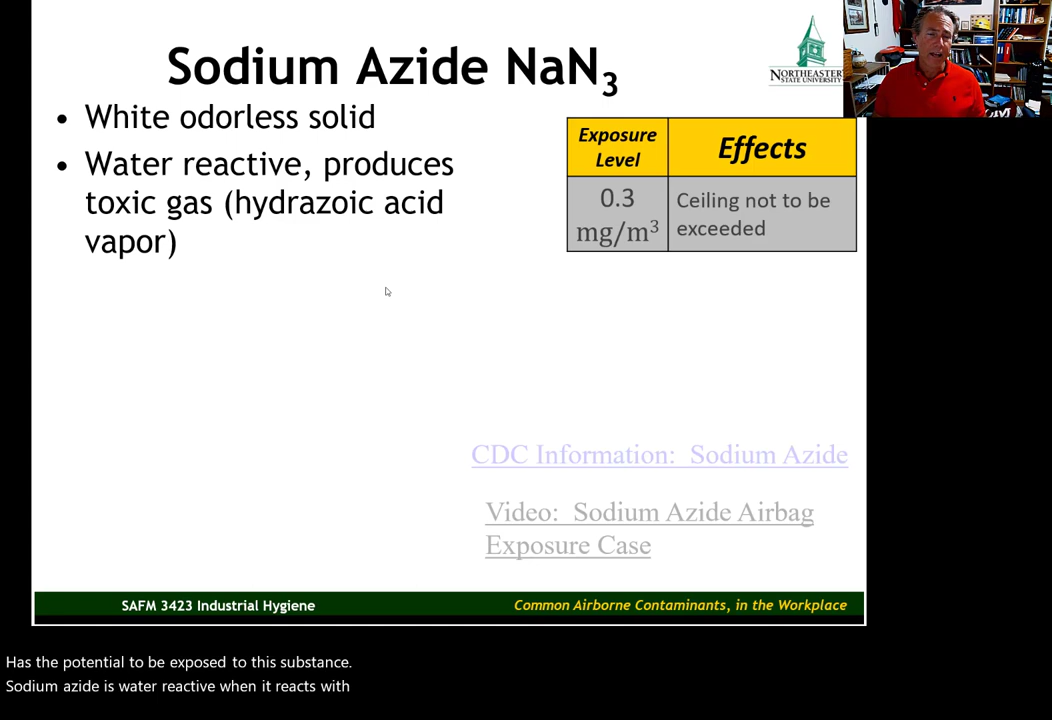 Sodium Azide NaN₃
NORTHEASTER
STATE UNIVERSITY
• White odorless solid
• Water reactive, produces
toxic gas (hydrazoic acid
vapor)
Exposure
Level
Effects
0.3
mg/m³
Ceiling not to be
exceeded
CDC Information: Sodium Azide
Video: Sodium Azide Airbag
Exposure Case
SAFM 3423 Industrial Hygiene
Common Airborne Contaminants, in the Workplace
Has the potential to be exposed to this substance.
Sodium azide is water reactive when it reacts with